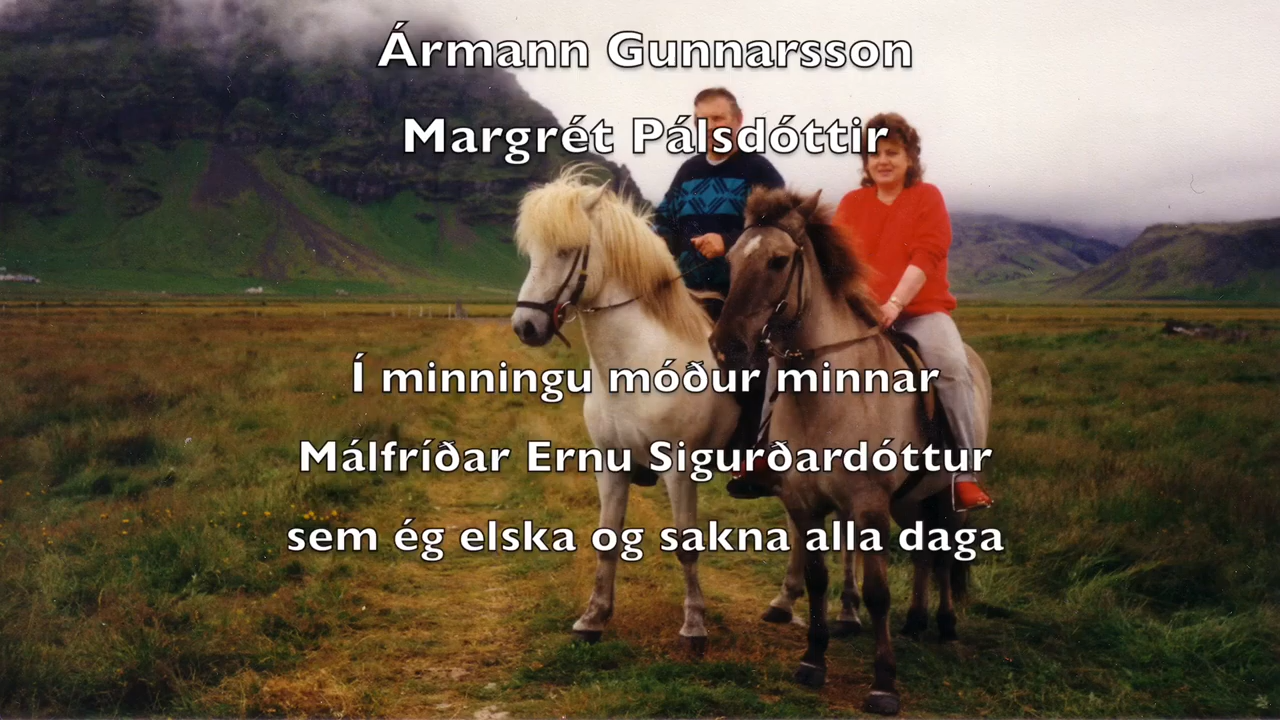 Ármann Gunnarsson
Margrét Pálsdóttir
Í minningu móður minnar
Málfríðar Ernu Sigurðardóttur
sem ég elska og sakna alla daga